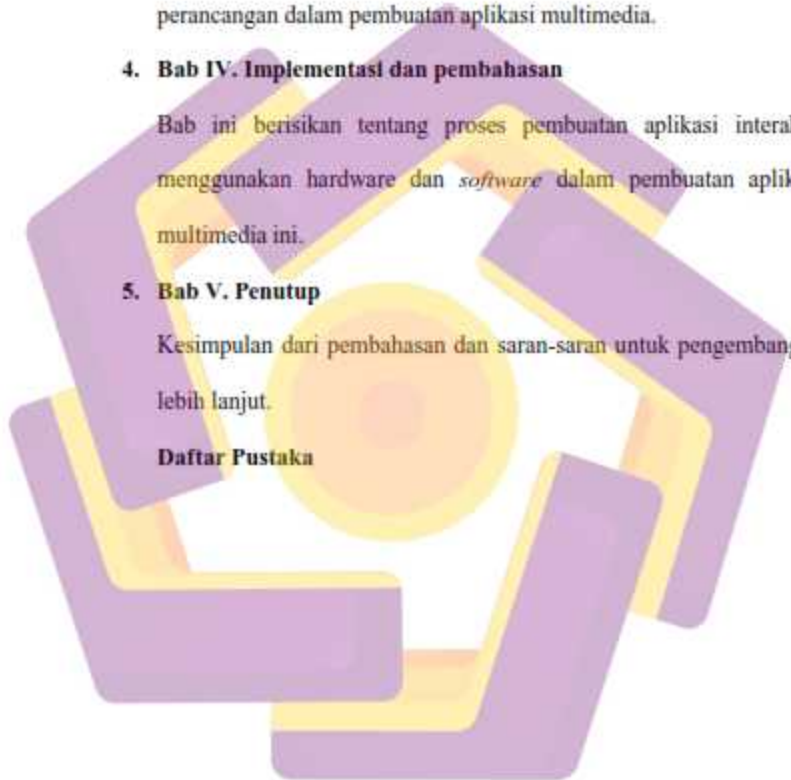 perancangan dalam pembuatan aplikasi multimedia.
4. Bab IV. Implementasi dan pembahasan
Bab ini berisikan tentang proses pembuatan aplikasi
menggunakan hardware dan software dalam pembuatan
multimedia ini.
5. Bab V. Penutup
Kesimpulan dari pembahasan dan saran-saran untuk
lebih lanjut.
Daftar Pustaka